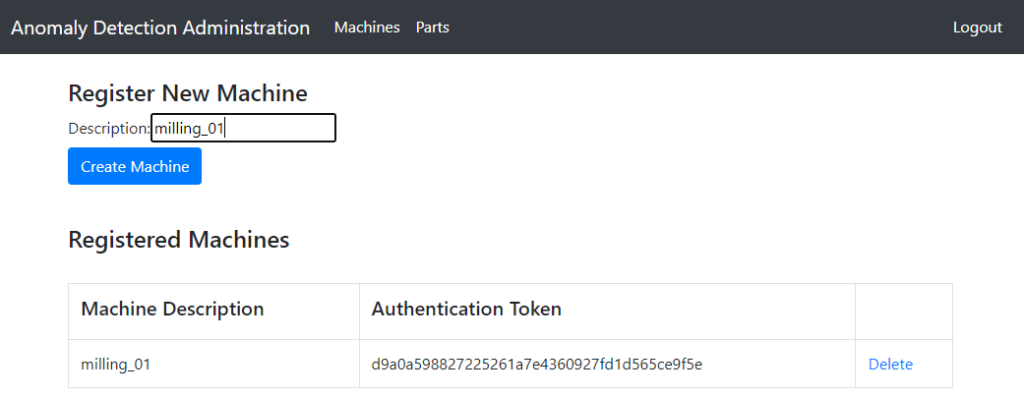 Anomaly Detection Administration Machines Parts Logout
Register New Machine
Description: milling_01
Create Machine
Registered Machines
Machine Description Authentication Token
milling_01 d9a0a598827225261a7e4360927fd1d565ce9f5e Delete